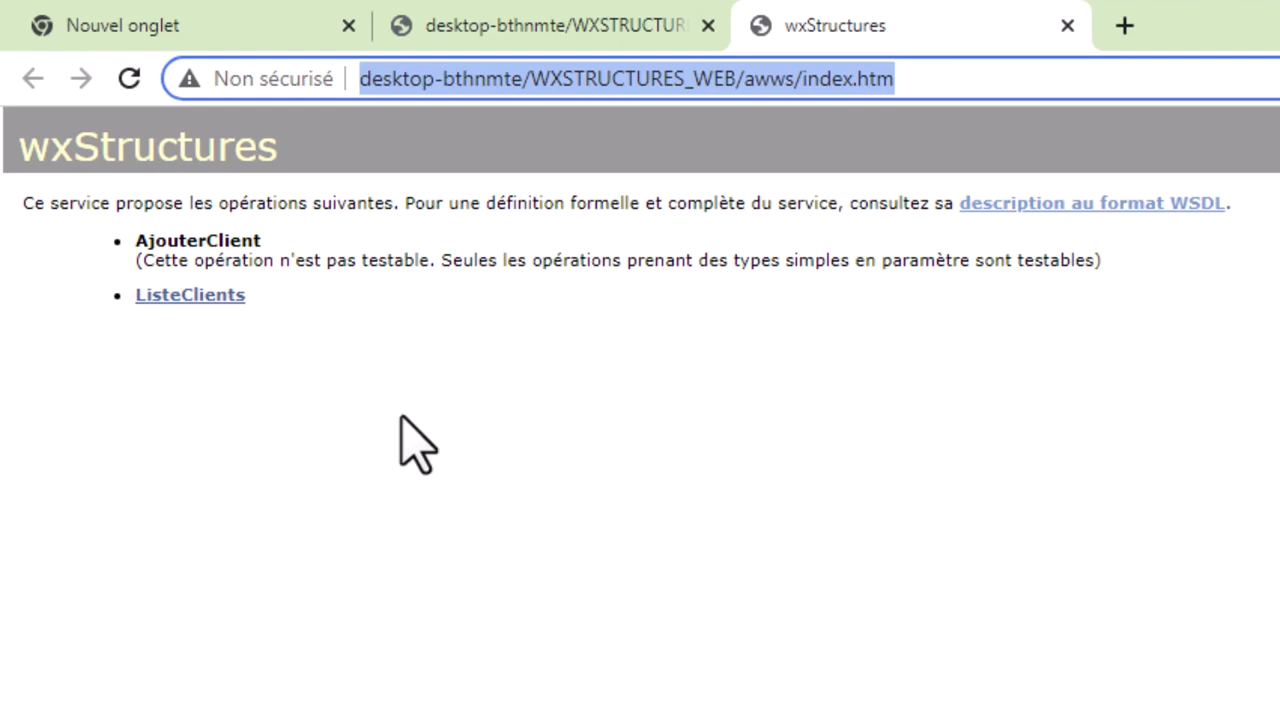 Nouvel onglet
desktop-bthnmte/WXSTRUCTUR
wxStructures
Non sécurisé
desktop-bthnmte/WXSTRUCTURES_WEB/awws/index.htm
wxStructures
Ce service propose les opérations suivantes. Pour une définition formelle et complète du service, consultez sa description au format WSDL.
AjouterClient
(Cette opération n'est pas testable. Seules les opérations prenant des types simples en paramètre sont testables)
ListeClients